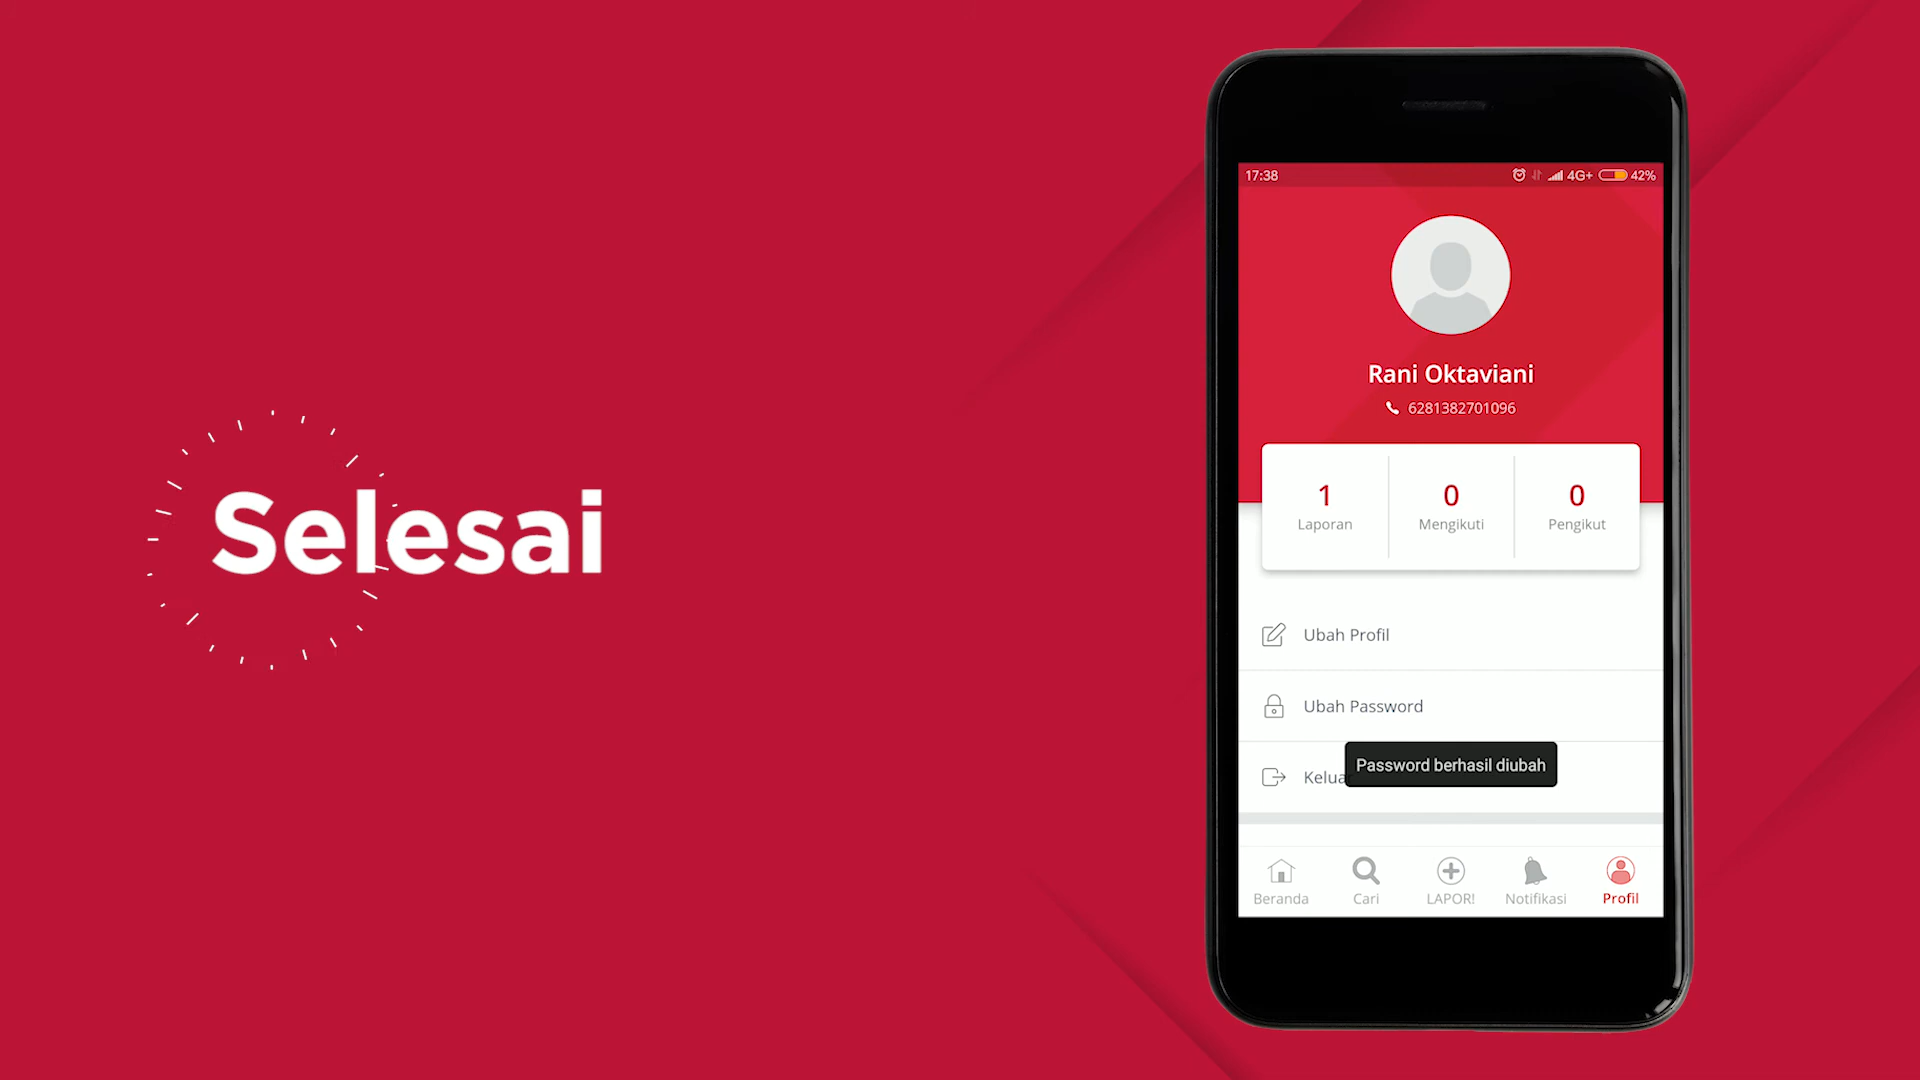 Selesai
17:38 4G+ 42%
Rani Oktaviani
6281382701096
1 0 0
Laporan Mengikuti Pengikut
Ubah Profil
Ubah Password
Keluar
Password berhasil diubah
Beranda Cari LAPOR! Notifikasi Profil